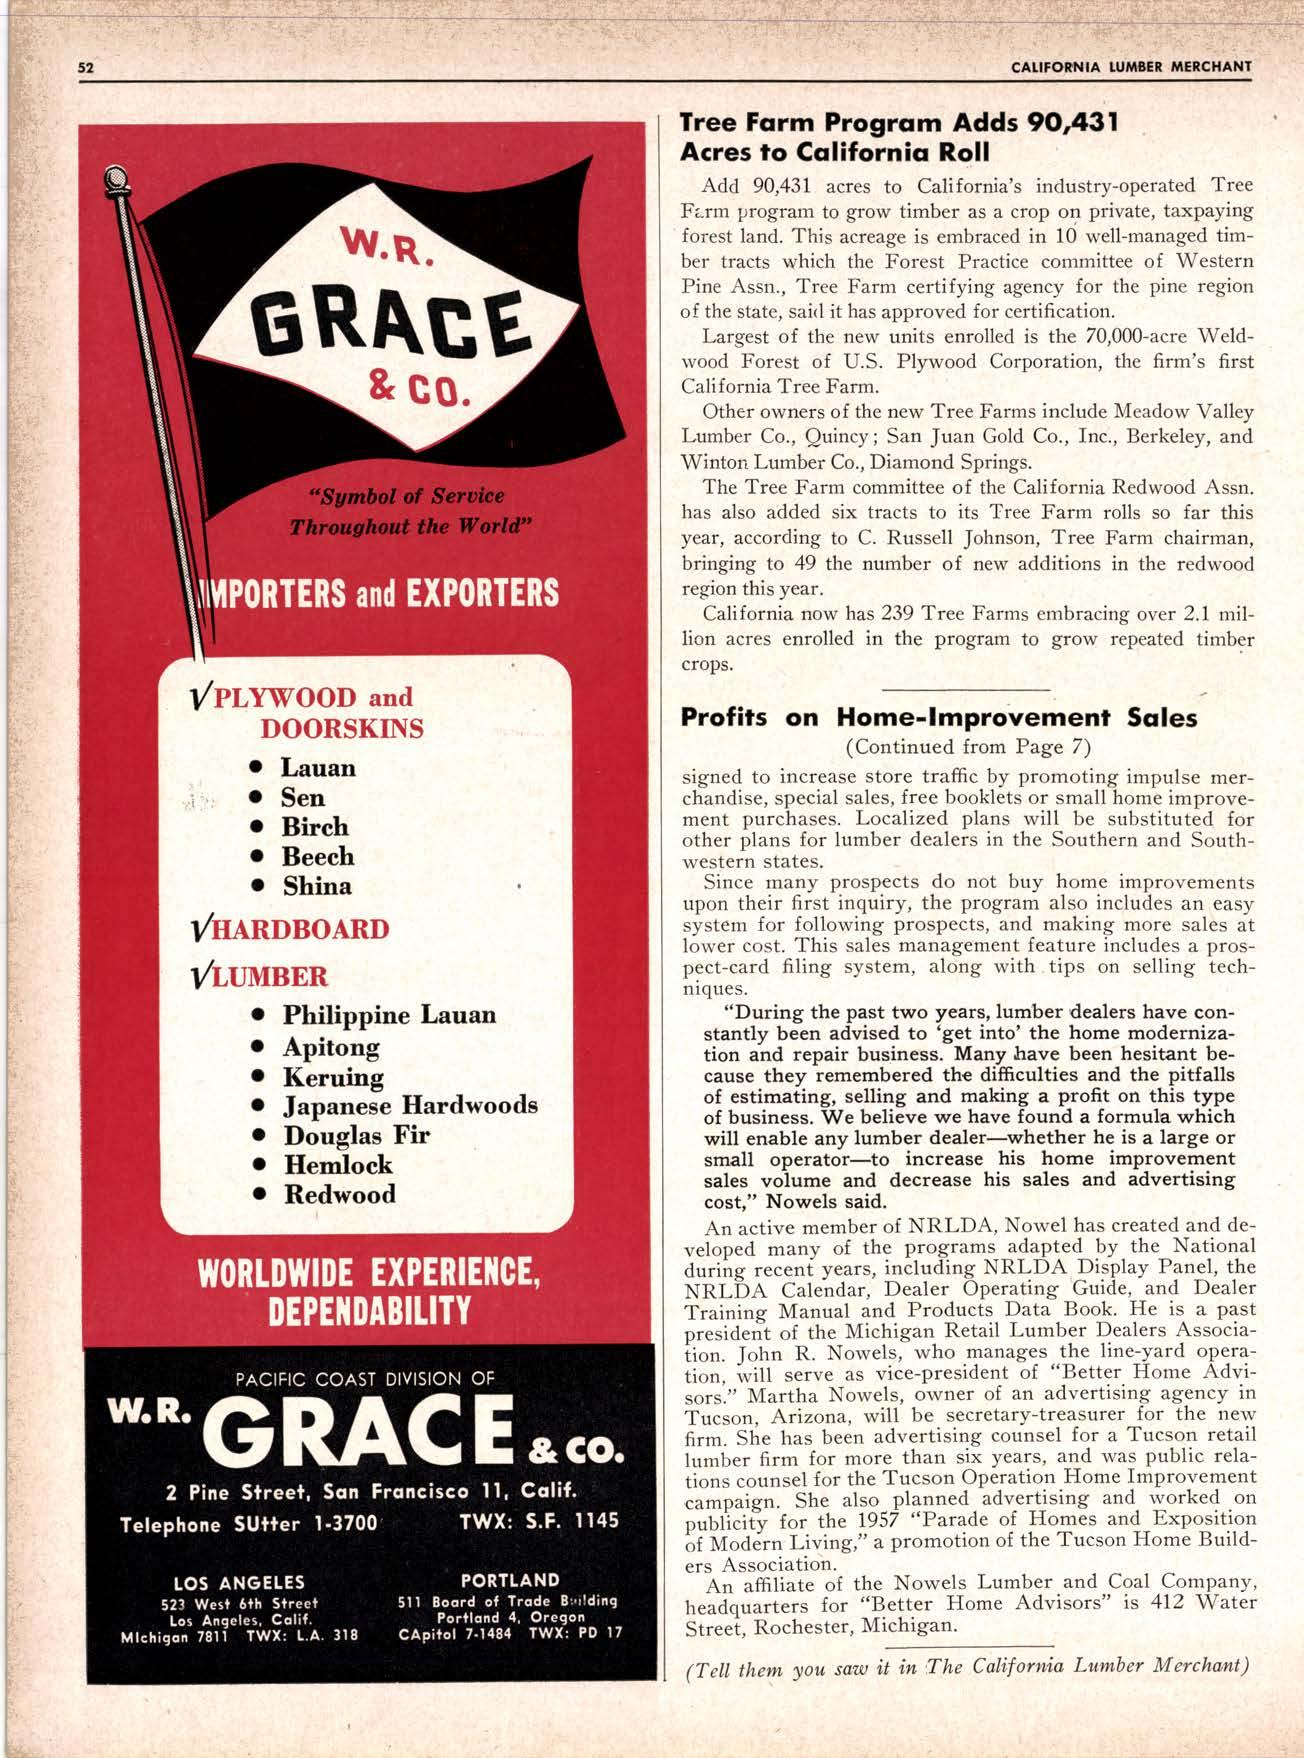 52
CALIFORNIA LUMBER MERCHANT
W.R.
GRACE
& CO.
"Symbol of Service
Throughout the World"
IMPORTERS and EXPORTERS
√PLYWOOD and
DOORSKINS
• Lauan
• Sen
• Birch
• Beech
• Shina
√HARDBOARD
√LUMBER
• Philippine Lauan
• Apitong
• Keruing
• Japanese Hardwoods
• Douglas Fir
• Hemlock
• Redwood
WORLDWIDE EXPERIENCE,
DEPENDABILITY
PACIFIC COAST DIVISION OF
W.R. GRACE & CO.
2 Pine Street, San Francisco 11, Calif.
Telephone SUtter 1-3700 TWX: S.F. 1145
LOS ANGELES
523 West 6th Street
Los Angeles, Calif.
MIchigan 7811 TWX: L.A. 318
PORTLAND
511 Board of Trade Building
Portland 4, Oregon
CApitol 7-1484 TWX: PD 17
Tree Farm Program Adds 90,431
Acres to California Roll
Add 90,431 acres to California's industry-operated Tree
Farm program to grow timber as a crop on private, taxpaying
forest land. This acreage is embraced in 10 well-managed tim-
ber tracts which the Forest Practice committee of Western
Pine Assn., Tree Farm certifying agency for the pine region
of the state, said it has approved for certification.
Largest of the new units enrolled is the 70,000-acre Weld-
wood Forest of U.S. Plywood Corporation, the firm's first
California Tree Farm.
Other owners of the new Tree Farms include Meadow Valley
Lumber Co., Quincy; San Juan Gold Co., Inc., Berkeley, and
Winton Lumber Co., Diamond Springs.
The Tree Farm committee of the California Redwood Assn.
has also added six tracts to its Tree Farm rolls so far this
year, according to C. Russell Johnson, Tree Farm chairman,
bringing to 49 the number of new additions in the redwood
region this year.
California now has 239 Tree Farms embracing over 2.1 mil-
lion acres enrolled in the program to grow repeated timber
crops.
Profits on Home-Improvement Sales
(Continued from Page 7)
signed to increase store traffic by promoting impulse mer-
chandise, special sales, free booklets or small home improve-
ment purchases. Localized plans will be substituted for
other plans for lumber dealers in the Southern and South-
western states.
Since many prospects do not buy home improvements
upon their first inquiry, the program also includes an easy
system for following prospects, and making more sales at
lower cost. This sales management feature includes a pros-
pect-card filing system, along with tips on selling tech-
niques.
"During the past two years, lumber dealers have con-
stantly been advised to 'get into' the home moderniza-
tion and repair business. Many have been hesitant be-
cause they remembered the difficulties and the pitfalls
of estimating, selling and making a profit on this type
of business. We believe we have found a formula which
will enable any lumber dealer—whether he is a large or
small operator—to increase his home improvement
sales volume and decrease his sales and advertising
cost," Nowels said.
An active member of NRLDA, Nowel has created and de-
veloped many of the programs adapted by the National
during recent years, including NRLDA Display Panel, the
NRLDA Calendar, Dealer Operating Guide, and Dealer
Training Manual and Products Data Book. He is a past
president of the Michigan Retail Lumber Dealers Associa-
tion. John R. Nowels, who manages the line-yard opera-
tion, will serve as vice-president of "Better Home Advi-
sors." Martha Nowels, owner of an advertising agency in
Tucson, Arizona, will be secretary-treasurer for the new
firm. She has been advertising counsel for a Tucson retail
lumber firm for more than six years, and was public rela-
tions counsel for the Tucson Operation Home Improvement
campaign. She also planned advertising and worked on
publicity for the 1957 "Parade of Homes and Exposition
of Modern Living," a promotion of the Tucson Home Build-
ers Association.
An affiliate of the Nowels Lumber and Coal Company,
headquarters for "Better Home Advisors" is 412 Water
Street, Rochester, Michigan.
(Tell them you saw it in The California Lumber Merchant)